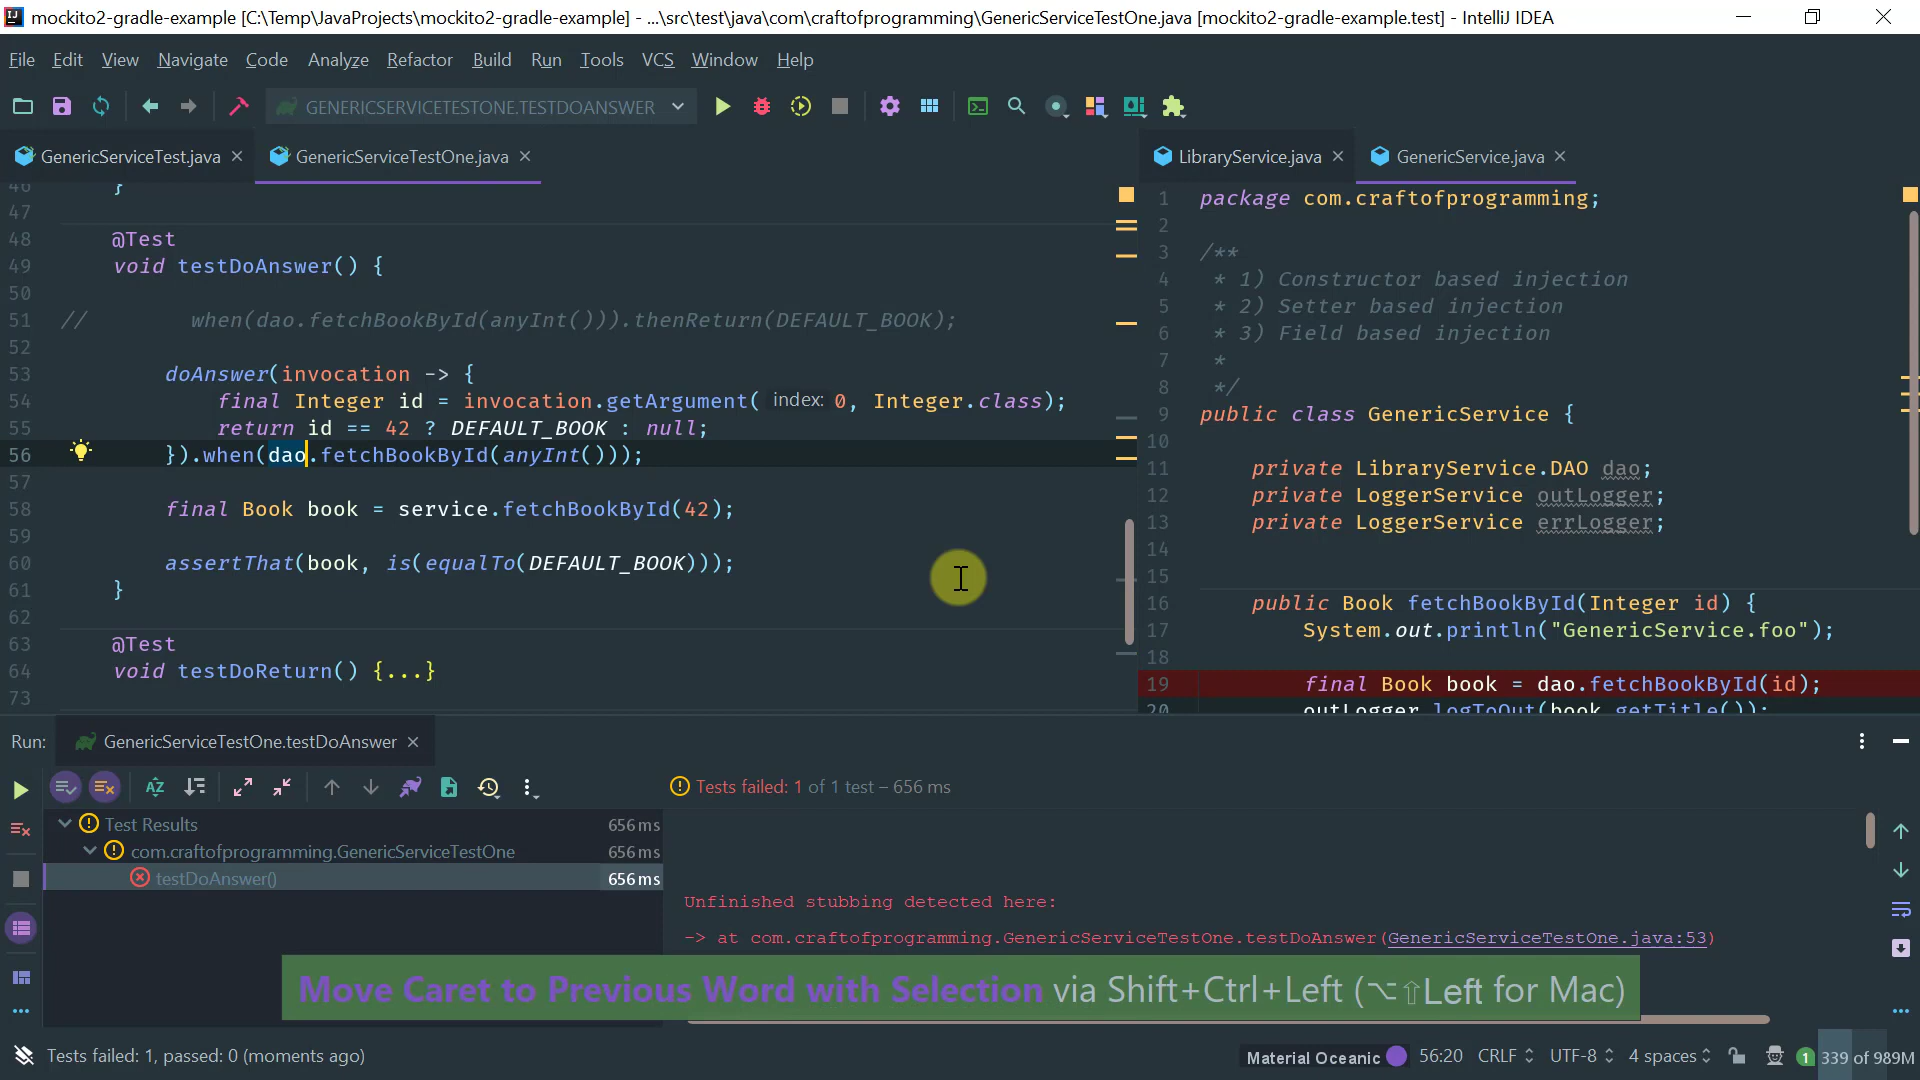 mockito2-gradle-example [C:\Temp\JavaProjects\mockito2-gradle-example] - ...\src\test\java\com\craftofprogramming\GenericServiceTestOne.java [mockito2-gradle-example.test] - IntelliJ IDEA
File Edit View Navigate Code Analyze Refactor Build Run Tools VCS Window Help
GENERICSERVICETESTONE.TESTDOANSWER
GenericServiceTest.java
GenericServiceTestOne.java
46 }
47
48 @Test
49 void testDoAnswer() {
50
51 // when(dao.fetchBookById(anyInt())).thenReturn(DEFAULT_BOOK);
52
53 doAnswer(invocation -> {
54 final Integer id = invocation.getArgument( index: 0, Integer.class);
55 return id == 42 ? DEFAULT_BOOK : null;
56 }).when(dao.fetchBookById(anyInt()));
57
58 final Book book = service.fetchBookById(42);
59
60 assertThat(book, is(equalTo(DEFAULT_BOOK)));
61 }
62
63 @Test
64 void testDoReturn() {...}
73
LibraryService.java
GenericService.java
1 package com.craftofprogramming;
2
3 /**
4 * 1) Constructor based injection
5 * 2) Setter based injection
6 * 3) Field based injection
7 *
8 */
9 public class GenericService {
10
11 private LibraryService.DAO dao;
12 private LoggerService outLogger;
13 private LoggerService errLogger;
14
15
16 public Book fetchBookById(Integer id) {
17 System.out.println("GenericService.foo");
18
19 final Book book = dao.fetchBookById(id);
20 outLogger.logToOut(book.getTitle());
Run: GenericServiceTestOne.testDoAnswer
Tests failed: 1 of 1 test – 656 ms
Test Results 656 ms
com.craftofprogramming.GenericServiceTestOne 656 ms
testDoAnswer() 656 ms
Unfinished stubbing detected here:
-> at com.craftofprogramming.GenericServiceTestOne.testDoAnswer(GenericServiceTestOne.java:53)
Move Caret to Previous Word with Selection via Shift+Ctrl+Left (⌥⇧Left for Mac)
Tests failed: 1, passed: 0 (moments ago)
Material Oceanic 56:20 CRLF UTF-8 4 spaces 1 339 of 989M